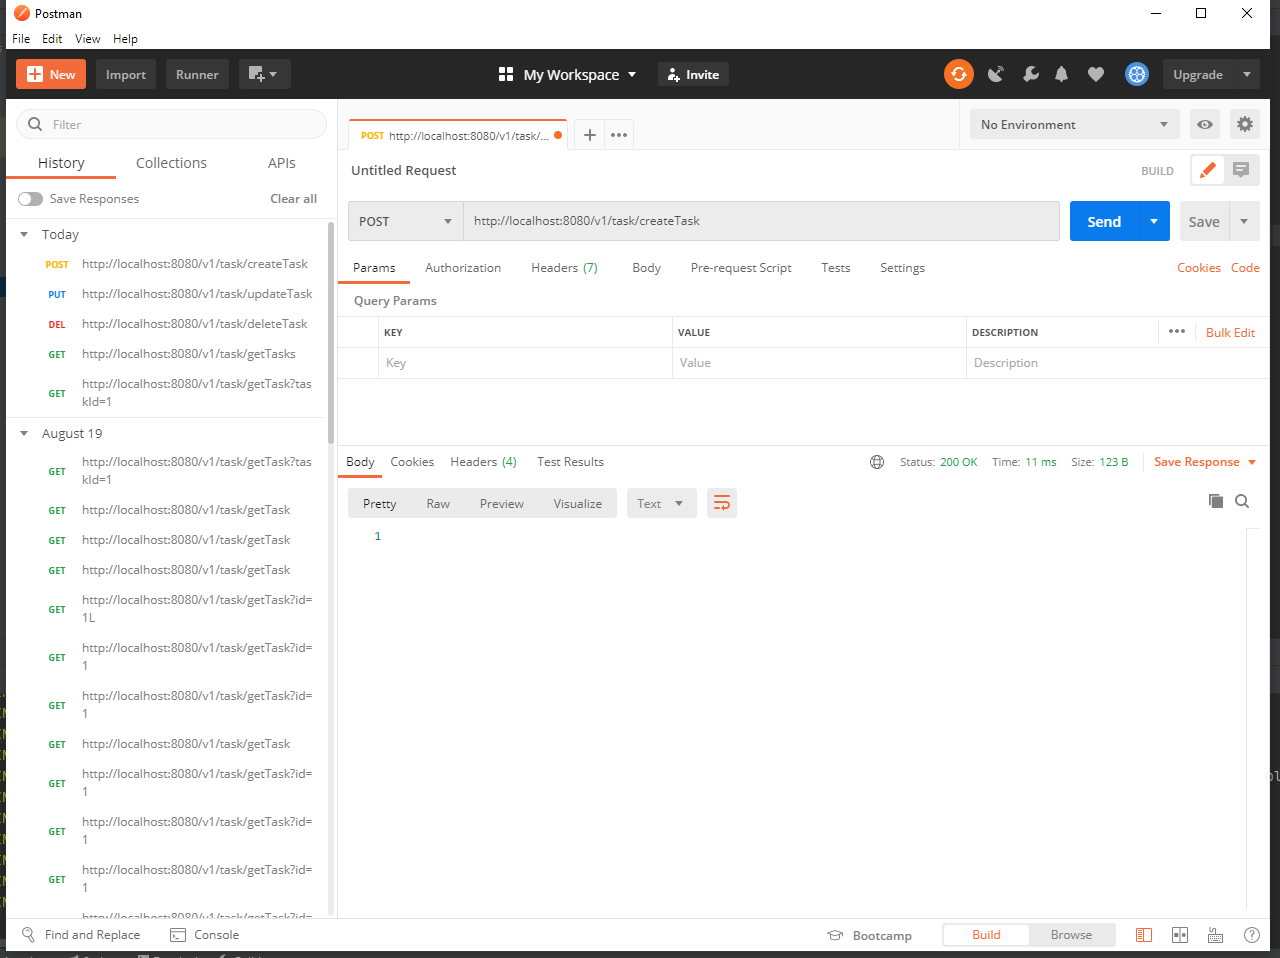 Postman
File Edit View Help
New Import Runner My Workspace Invite Upgrade
Filter
History Collections APIs
Save Responses Clear all
Today
POST http://localhost:8080/v1/task/createTask
PUT http://localhost:8080/v1/task/updateTask
DEL http://localhost:8080/v1/task/deleteTask
GET http://localhost:8080/v1/task/getTasks
GET http://localhost:8080/v1/task/getTask?tas
kId=1
August 19
GET http://localhost:8080/v1/task/getTask?tas
kId=1
GET http://localhost:8080/v1/task/getTask
GET http://localhost:8080/v1/task/getTask
GET http://localhost:8080/v1/task/getTask
GET http://localhost:8080/v1/task/getTask?id=
1L
GET http://localhost:8080/v1/task/getTask?id=
1
GET http://localhost:8080/v1/task/getTask?id=
1
GET http://localhost:8080/v1/task/getTask
GET http://localhost:8080/v1/task/getTask?id=
1
GET http://localhost:8080/v1/task/getTask?id=
1
GET http://localhost:8080/v1/task/getTask?id=
1
http://localhost:8080/v1/task/getTask?id=
POST http://localhost:8080/v1/task/... + •••
No Environment
Untitled Request BUILD
POST http://localhost:8080/v1/task/createTask Send Save
Params Authorization Headers (7) Body Pre-request Script Tests Settings Cookies Code
Query Params
KEY VALUE DESCRIPTION ••• Bulk Edit
Key Value Description
Body Cookies Headers (4) Test Results Status: 200 OK Time: 11 ms Size: 123 B Save Response
Pretty Raw Preview Visualize Text
1
Find and Replace Console Bootcamp Build Browse